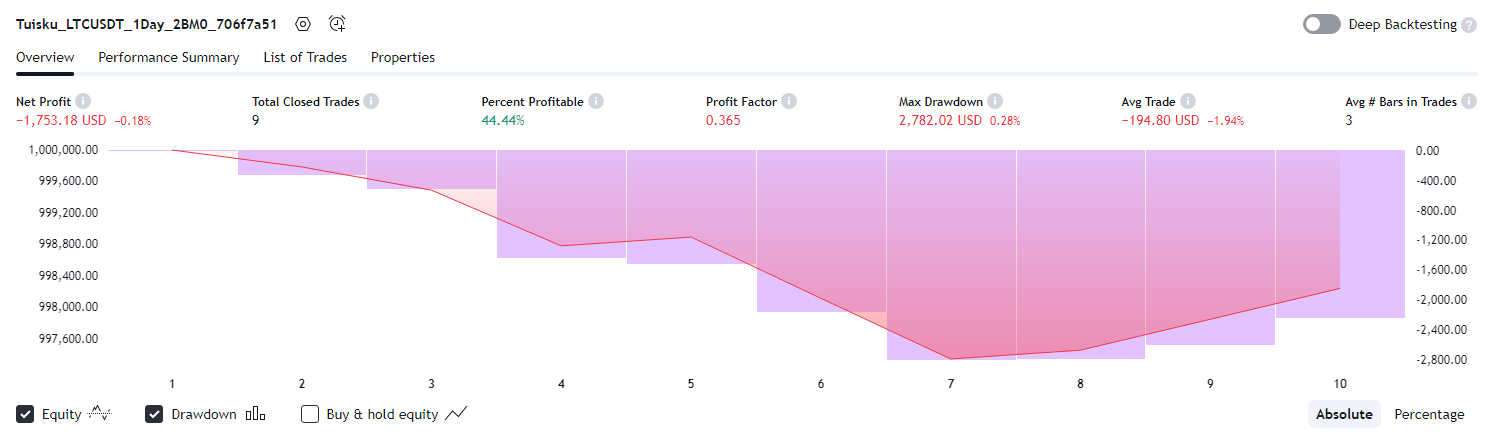 Tuisku_LTCUSDT_1Day_2BM0_706f7a51 Deep Backtesting ?
Overview Performance Summary List of Trades Properties
Net Profit i Total Closed Trades i Percent Profitable i Profit Factor i Max Drawdown i Avg Trade i Avg # Bars in Trades i
−1,753.18 USD −0.18% 9 44.44% 0.365 2,782.02 USD 0.28% −194.80 USD −1.94% 3
1,000,000.00 0.00
999,600.00 -400.00
999,200.00 -800.00
998,800.00 -1,200.00
998,400.00 -1,600.00
998,000.00 -2,000.00
997,600.00 -2,400.00
-2,800.00
1 2 3 4 5 6 7 8 9 10
Equity Drawdown Buy & hold equity Absolute Percentage